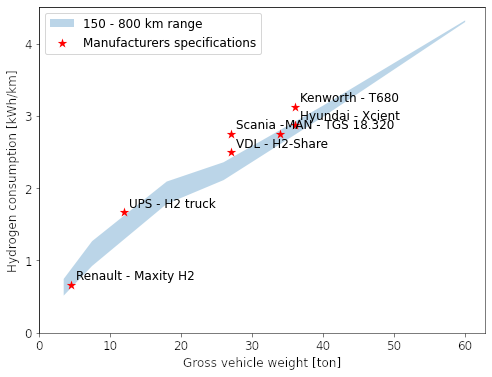 150 - 800 km range
Manufacturers specifications
Kenworth - T680
Hyundai - Xcient
Scania -
MAN - TGS 18.320
VDL - H2-Share
UPS - H2 truck
Renault - Maxity H2
Hydrogen consumption [kWh/km]
4
3
2
1
0
0 10 20 30 40 50 60
Gross vehicle weight [ton]